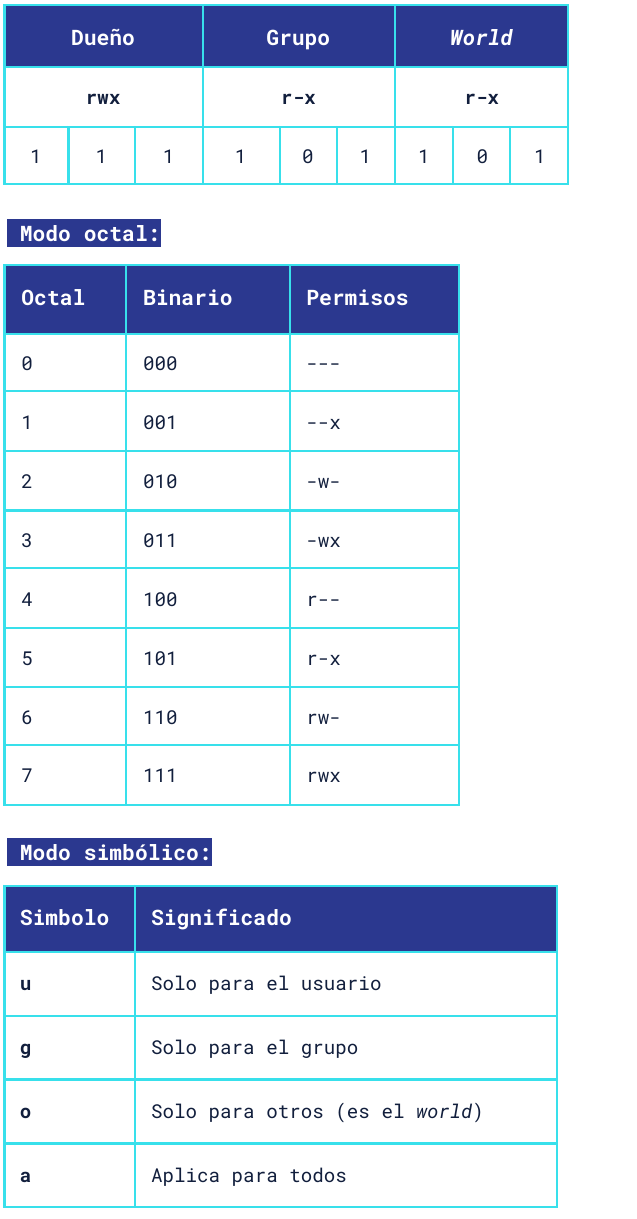 Dueño Grupo World
rwx r-x r-x
1 1 1 1 0 1 1 0 1
Modo octal:
Octal Binario Permisos
0 000 ---
1 001 --x
2 010 -w-
3 011 -wx
4 100 r--
5 101 r-x
6 110 rw-
7 111 rwx
Modo simbólico:
Simbolo Significado
u Solo para el usuario
g Solo para el grupo
o Solo para otros (es el world)
a Aplica para todos